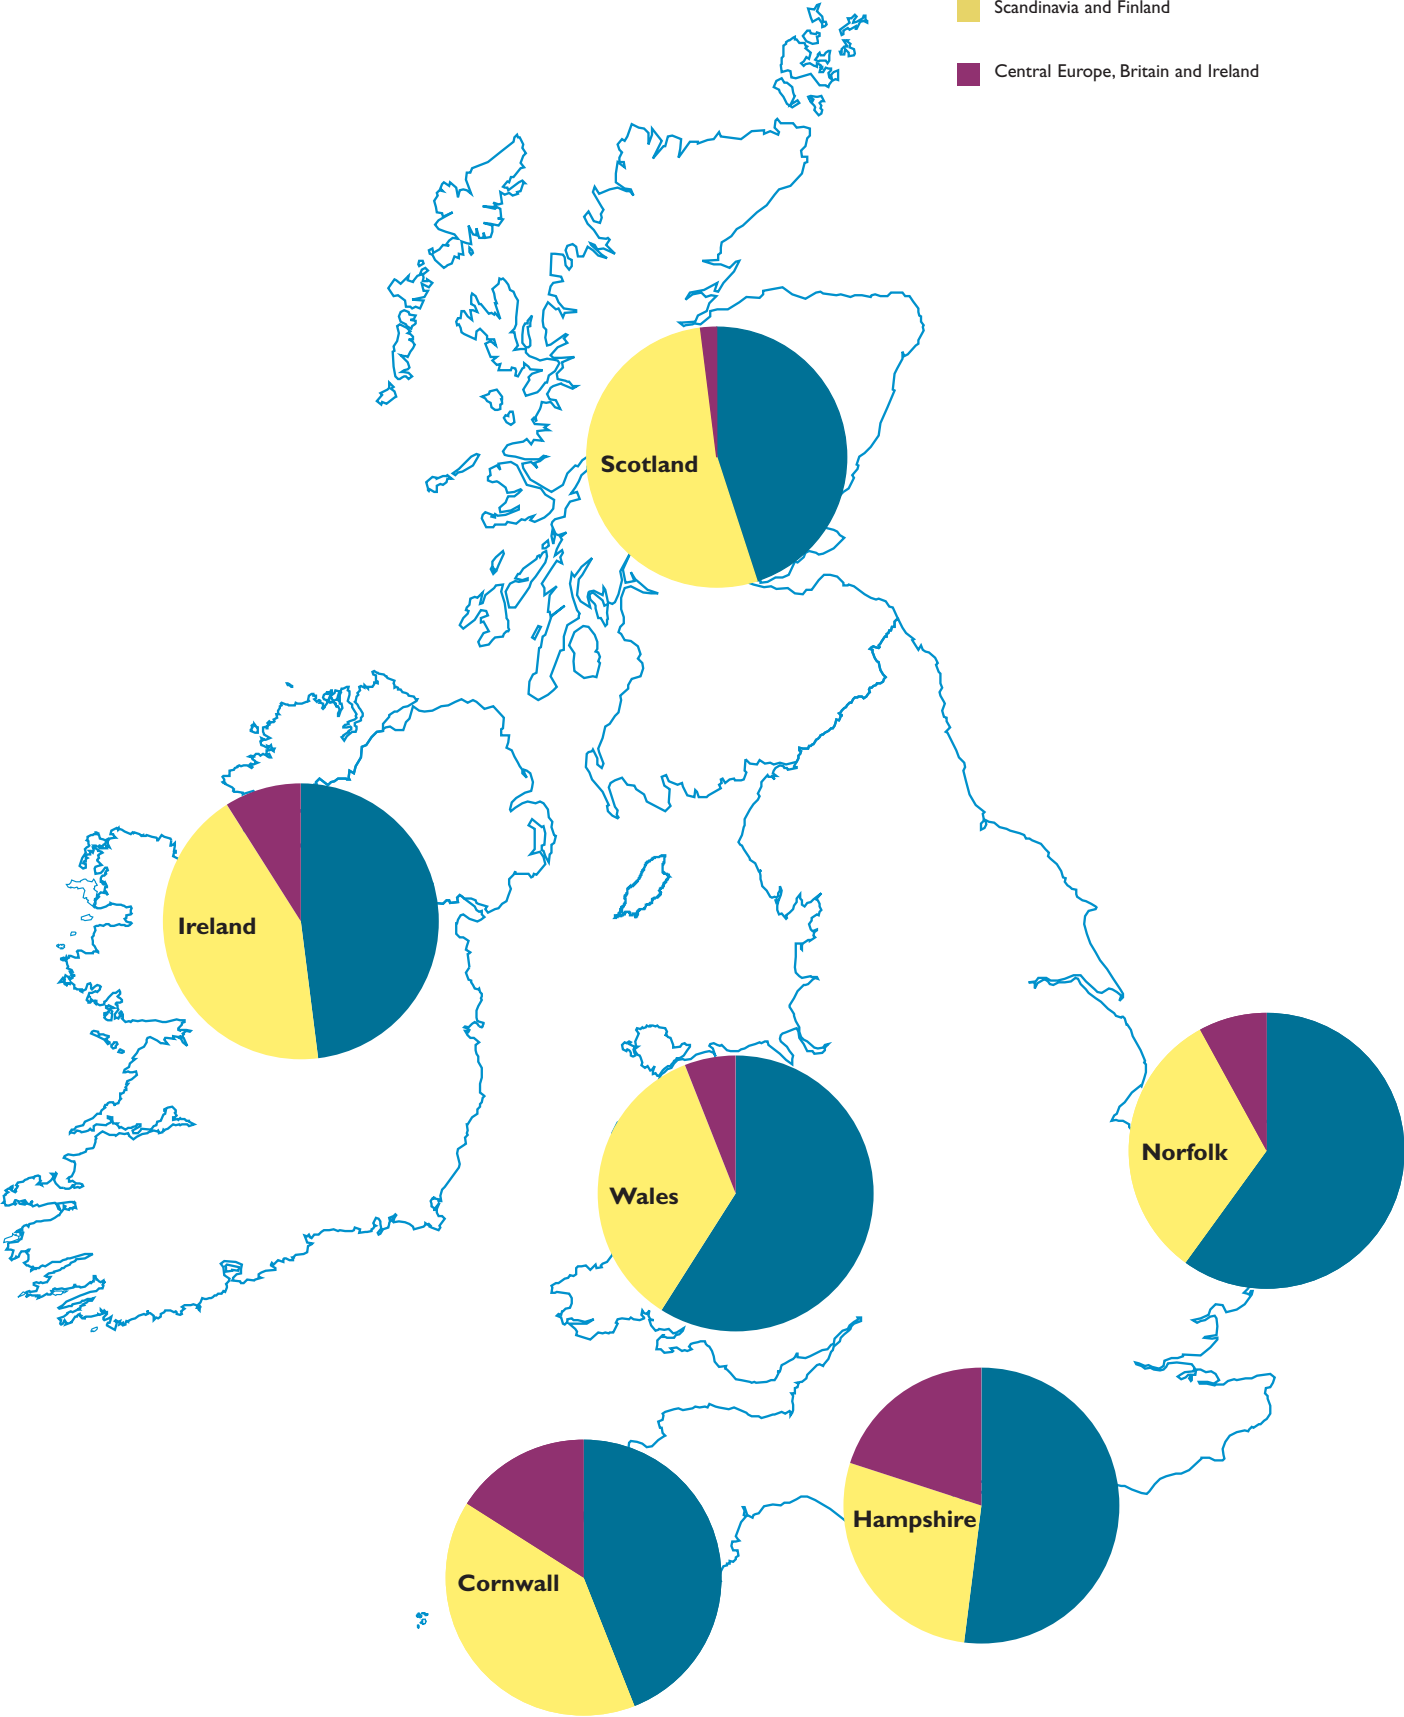 Scandinavia and Finland
Central Europe, Britain and Ireland
Scotland
Ireland
Norfolk
Wales
Hampshire
Cornwall